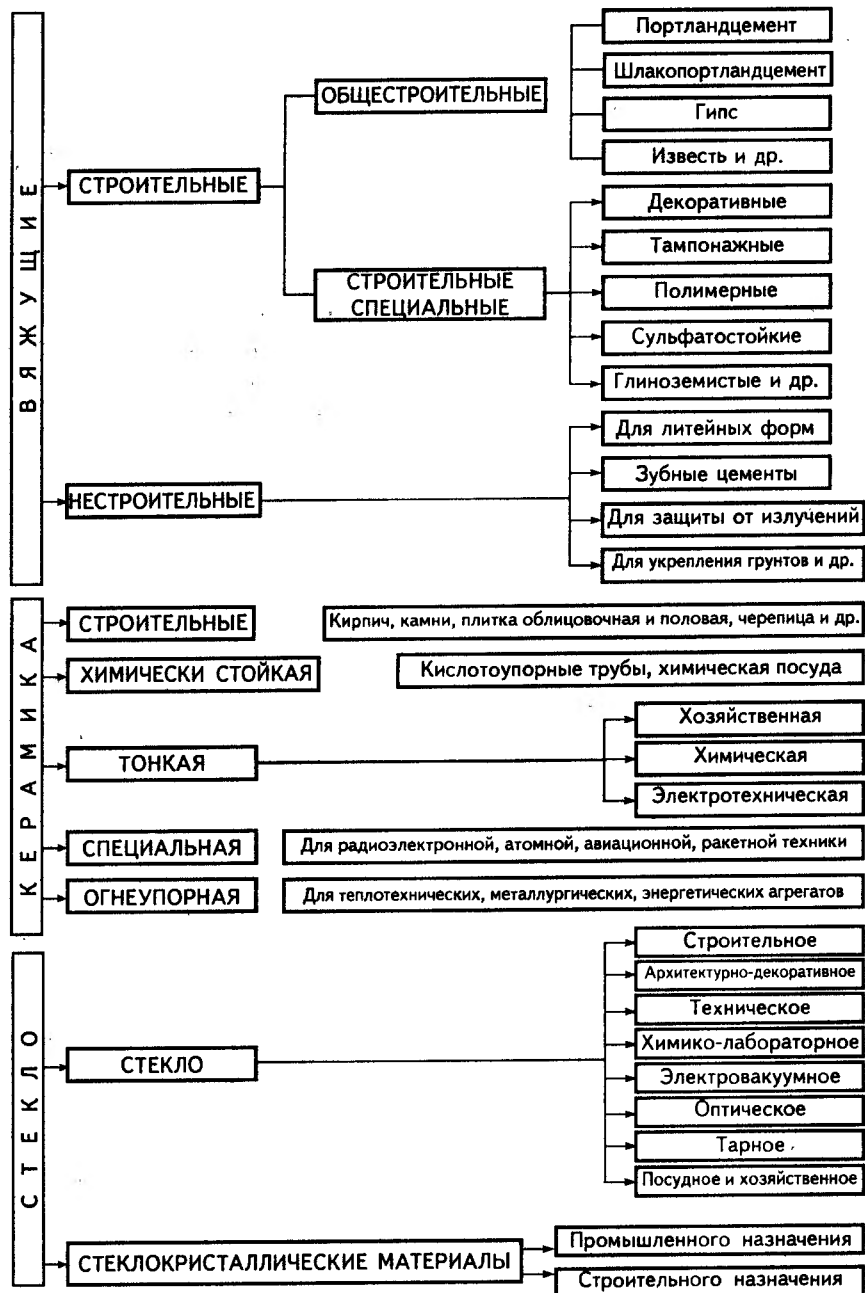 ВЯЖУЩИЕ
СТРОИТЕЛЬНЫЕ
ОБЩЕСТРОИТЕЛЬНЫЕ
Портландцемент
Шлакопортландцемент
Гипс
Известь и др.
СТРОИТЕЛЬНЫЕ
СПЕЦИАЛЬНЫЕ
Декоративные
Тампонажные
Полимерные
Сульфатостойкие
Глиноземистые и др.
НЕСТРОИТЕЛЬНЫЕ
Для литейных форм
Зубные цементы
Для защиты от излучений
Для укрепления грунтов и др.
КЕРАМИКА
СТРОИТЕЛЬНЫЕ
Кирпич, камни, плитка облицовочная и половая, черепица и др.
ХИМИЧЕСКИ СТОЙКАЯ
Кислотоупорные трубы, химическая посуда
ТОНКАЯ
Хозяйственная
Химическая
Электротехническая
СПЕЦИАЛЬНАЯ
Для радиоэлектронной, атомной, авиационной, ракетной техники
ОГНЕУПОРНАЯ
Для теплотехнических, металлургических, энергетических агрегатов
СТЕКЛО
СТЕКЛО
Строительное
Архитектурно-декоративное
Техническое
Химико-лабораторное
Электровакуумное
Оптическое
Тарное
Посудное и хозяйственное
СТЕКЛОКРИСТАЛЛИЧЕСКИЕ МАТЕРИАЛЫ
Промышленного назначения
Строительного назначения